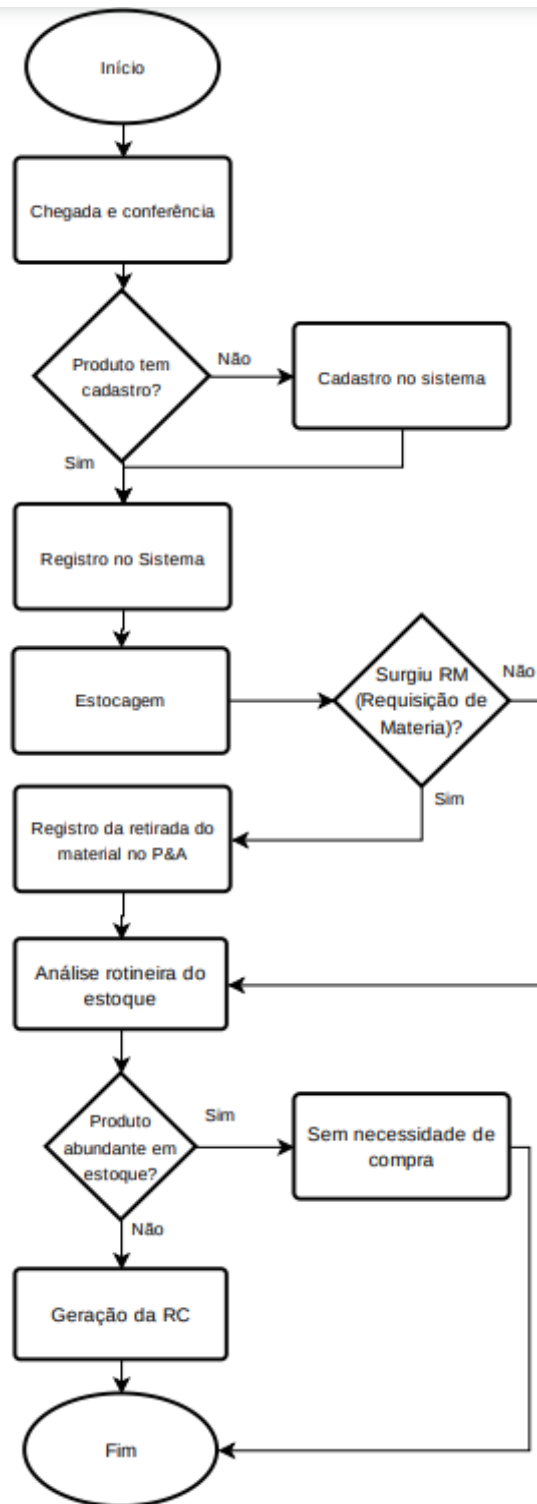 Início
Chegada e conferência
Produto tem
cadastro?
Não
Cadastro no sistema
Sim
Registro no Sistema
Estocagem
Surgiu RM
(Requisição de
Materia)?
Não
Sim
Registro da retirada do
material no P&A
Análise rotineira do
estoque
Produto
abundante em
estoque?
Sim
Sem necessidade de
compra
Não
Geração da RC
Fim